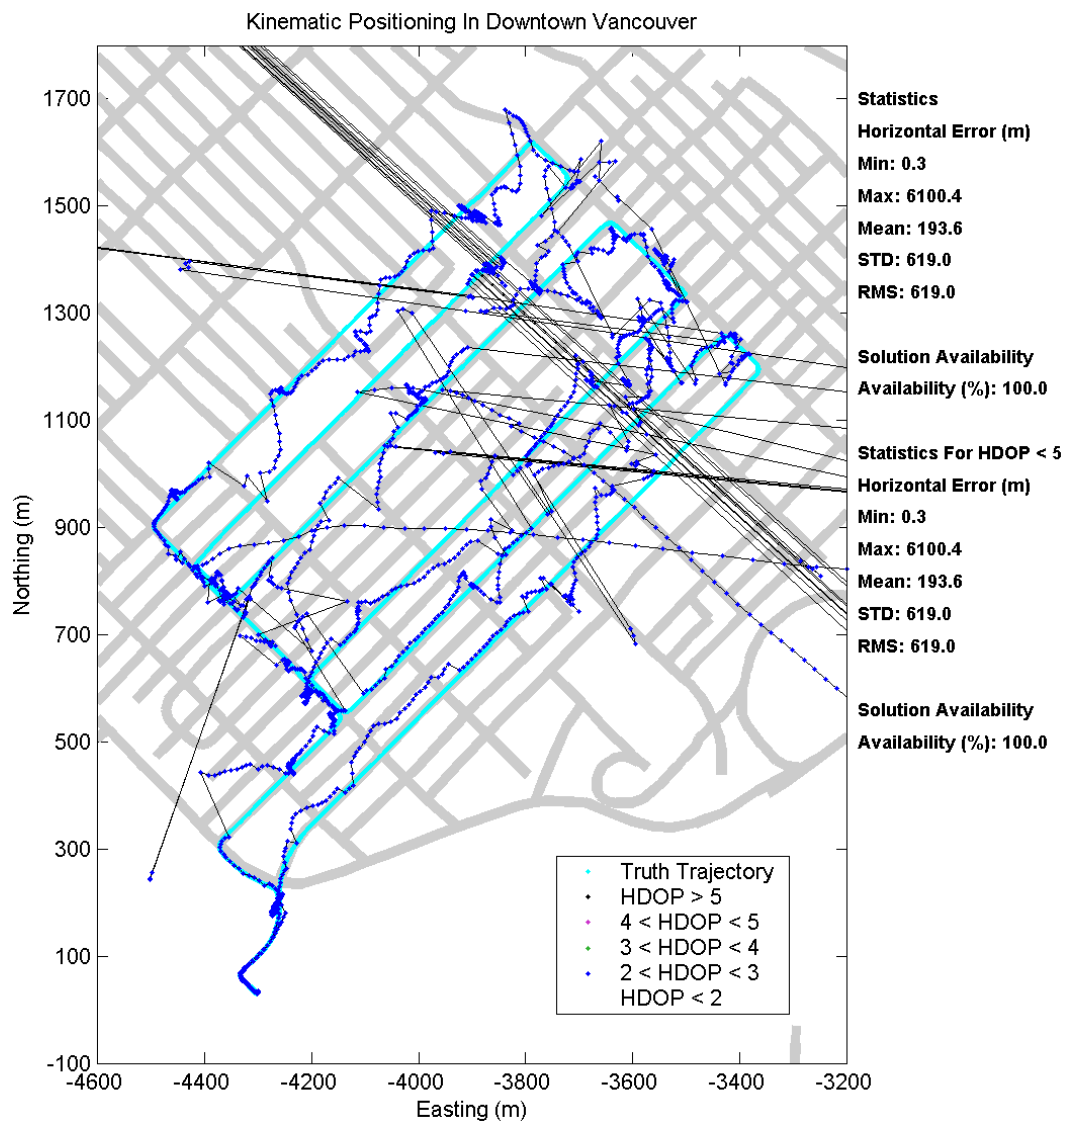 Kinematic Positioning In Downtown Vancouver
1700
1500
1300
1100
900
700
500
300
100
-100
Northing (m)
-4600
-4400
-4200
-4000
-3800
-3600
-3400
-3200
Easting (m)
Truth Trajectory
HDOP > 5
4 < HDOP < 5
3 < HDOP < 4
2 < HDOP < 3
HDOP < 2
Statistics
Horizontal Error (m)
Min: 0.3
Max: 6100.4
Mean: 193.6
STD: 619.0
RMS: 619.0
Solution Availability
Availability (%): 100.0
Statistics For HDOP < 5
Horizontal Error (m)
Min: 0.3
Max: 6100.4
Mean: 193.6
STD: 619.0
RMS: 619.0
Solution Availability
Availability (%): 100.0